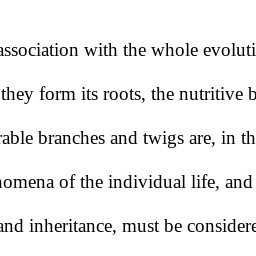 association with the whole evoluti
they form its roots, the nutritive b
rable branches and twigs are, in th
nomena of the individual life, and
and inheritance, must be considere